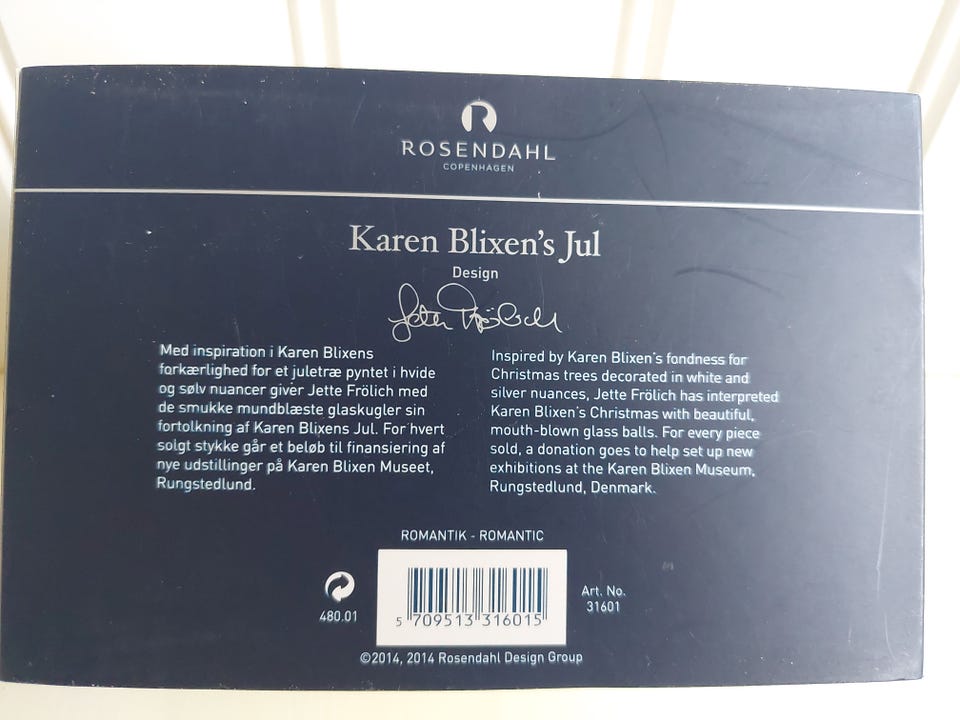 ROSENDAHL
COPENHAGEN
Karen Blixen's Jul
Design
Jette Frölich
Med inspiration i Karen Blixens
forkærlighed for et juletræ pyntet i hvide
og sølv nuancer giver Jette Frölich med
de smukke mundblæste glaskugler sin
fortolkning af Karen Blixens Jul. For hvert
solgt stykke går et beløb til finansiering af
nye udstillinger på Karen Blixen Museet,
Rungstedlund.
Inspired by Karen Blixen's fondness for
Christmas trees decorated in white and
silver nuances, Jette Frölich has interpreted
Karen Blixen's Christmas with beautiful,
mouth-blown glass balls. For every piece
sold, a donation goes to help set up new
exhibitions at the Karen Blixen Museum,
Rungstedlund, Denmark.
ROMANTIK - ROMANTIC
480.01
5 709513 316015
Art. No.
31601
©2014, 2014 Rosendahl Design Group